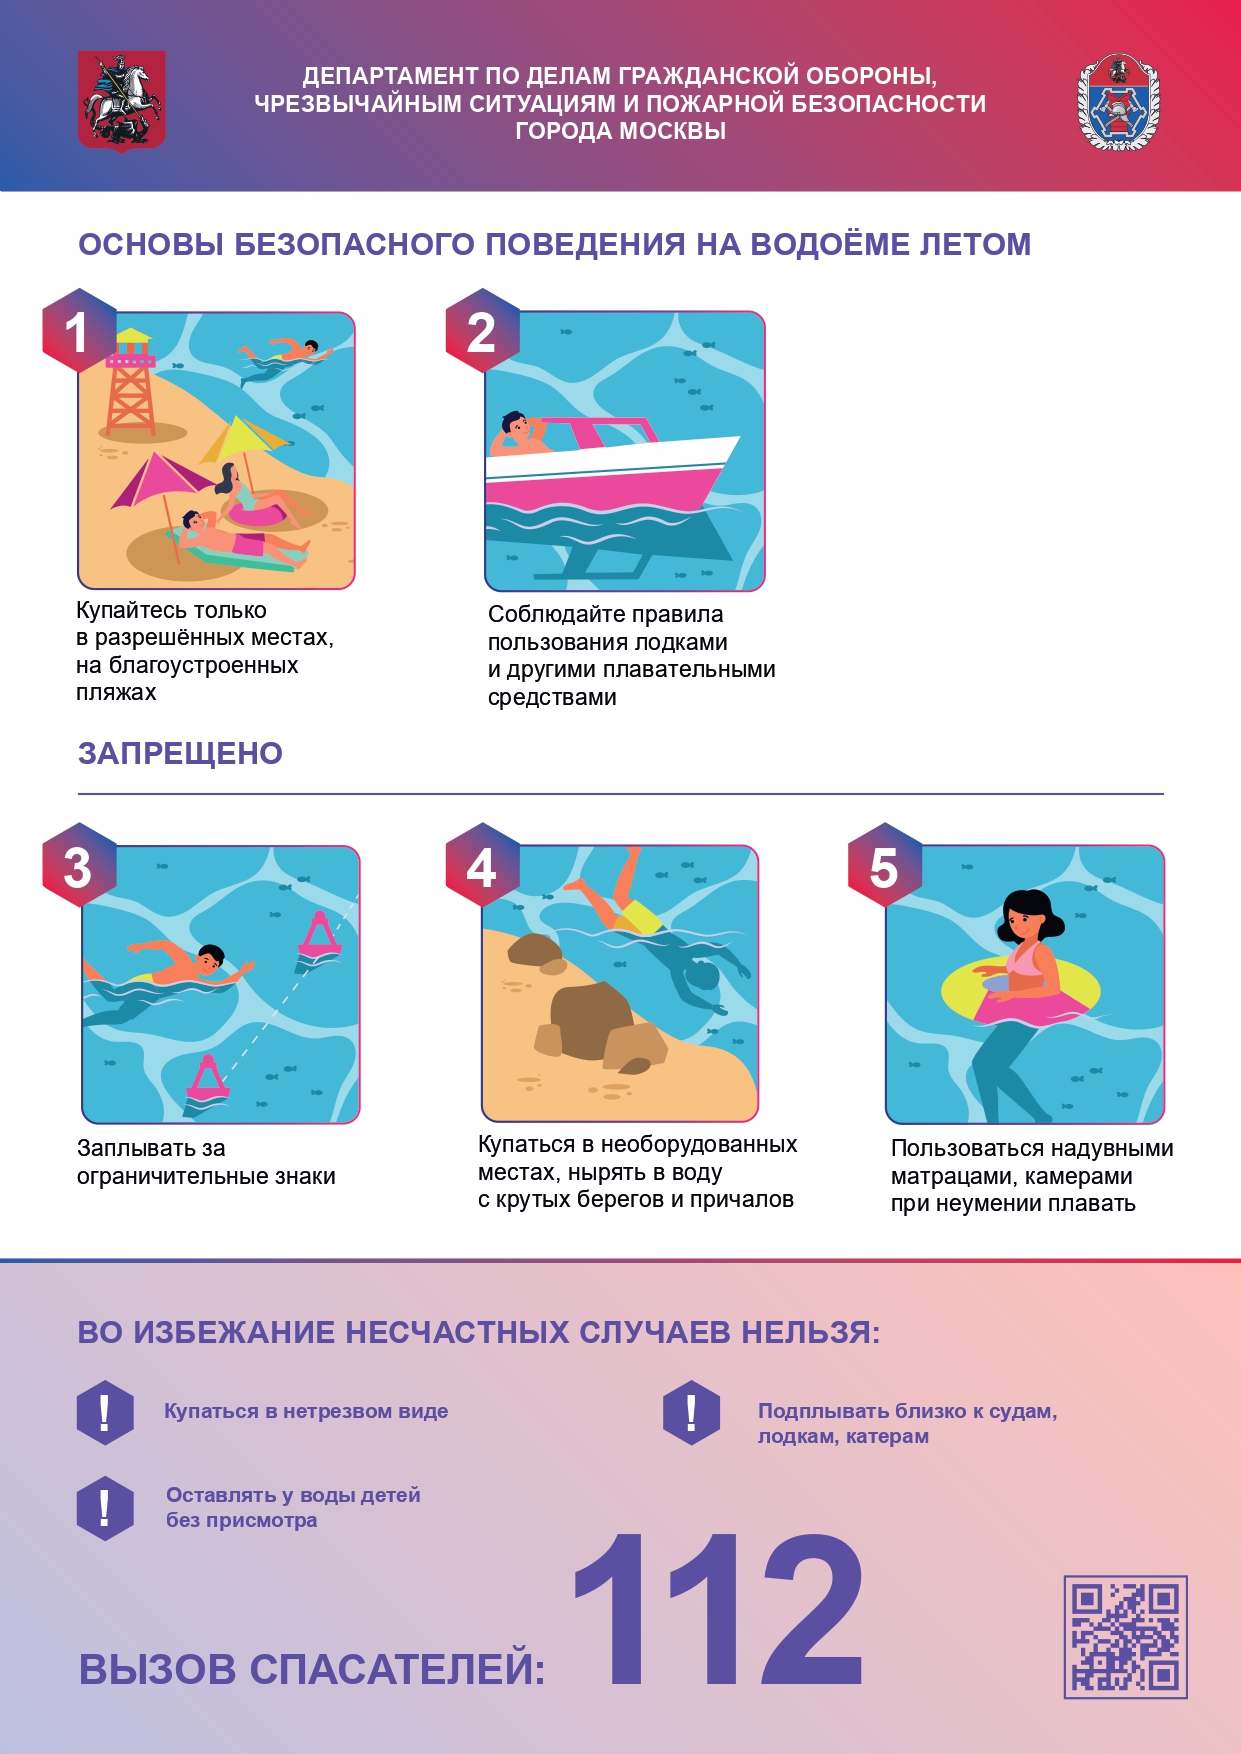 ДЕПАРТАМЕНТ ПО ДЕЛАМ ГРАЖДАНСКОЙ ОБОРОНЫ,
ЧРЕЗВЫЧАЙНЫМ СИТУАЦИЯМ И ПОЖАРНОЙ БЕЗОПАСНОСТИ
ГОРОДА МОСКВЫ
ОСНОВЫ БЕЗОПАСНОГО ПОВЕДЕНИЯ НА ВОДОЁМЕ ЛЕТОМ
1
Купайтесь только
в разрешённых местах,
на благоустроенных
пляжах
2
Соблюдайте правила
пользования лодками
и другими плавательными
средствами
ЗАПРЕЩЕНО
3
Заплывать за
ограничительные знаки
4
Купаться в необорудованных
местах, нырять в воду
с крутых берегов и причалов
5
Пользоваться надувными
матрацами, камерами
при неумении плавать
ВО ИЗБЕЖАНИЕ НЕСЧАСТНЫХ СЛУЧАЕВ НЕЛЬЗЯ:
! Купаться в нетрезвом виде
! Подплывать близко к судам,
лодкам, катерам
! Оставлять у воды детей
без присмотра
ВЫЗОВ СПАСАТЕЛЕЙ: 112